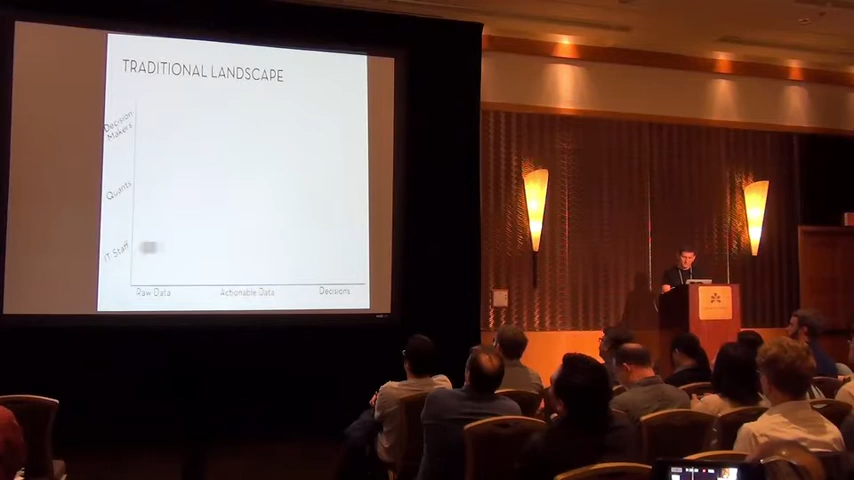 TRADITIONAL LANDSCAPE
Decision
Makers
Quants
IT Staff
Raw Data
Actionable Data
Decisions